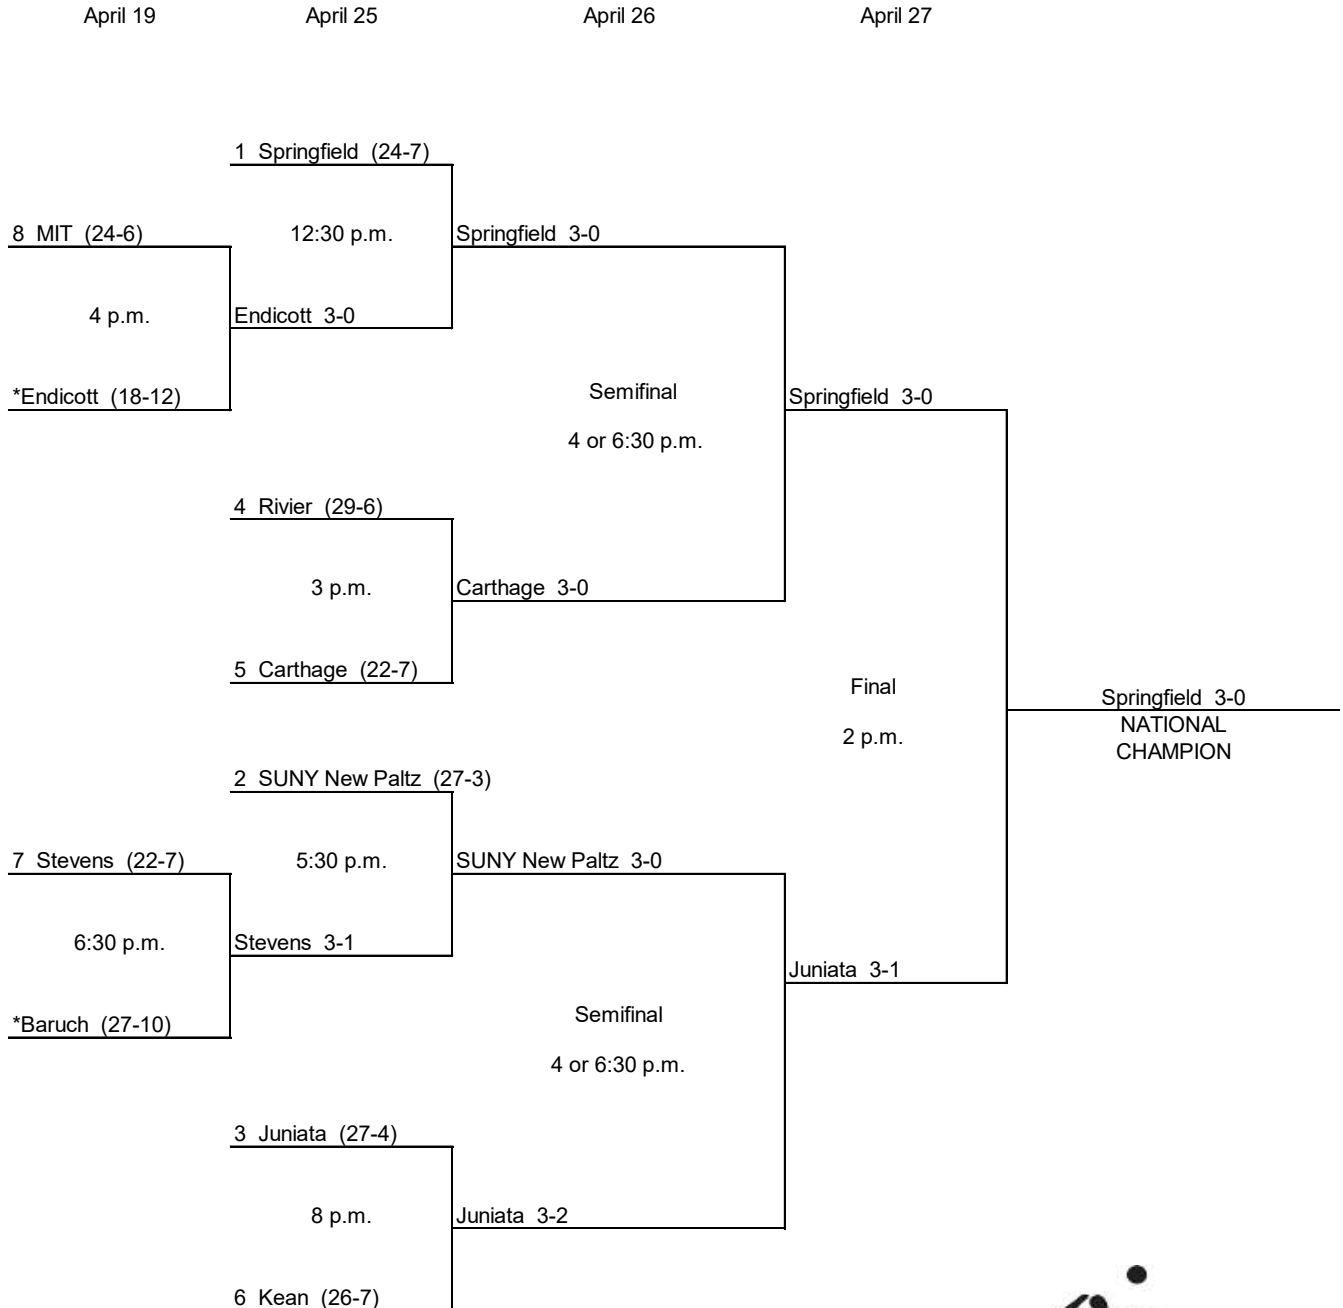 April 19 April 25 April 26 April 27
1 Springfield (24-7)
8 MIT (24-6) 12:30 p.m. Springfield 3-0
4 p.m. Endicott 3-0
*Endicott (18-12) Semifinal Springfield 3-0
4 or 6:30 p.m.
4 Rivier (29-6)
3 p.m. Carthage 3-0
5 Carthage (22-7)
Final
Springfield 3-0
2 p.m. NATIONAL
CHAMPION
2 SUNY New Paltz (27-3)
7 Stevens (22-7) 5:30 p.m. SUNY New Paltz 3-0
6:30 p.m. Stevens 3-1
Juniata 3-1
*Baruch (27-10) Semifinal
4 or 6:30 p.m.
3 Juniata (27-4)
8 p.m. Juniata 3-2
6 Kean (26-7)